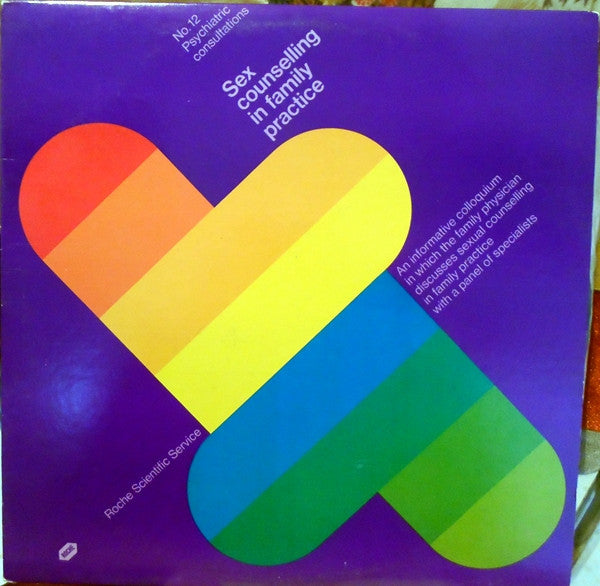 No. 12
Psychiatric
consultations
Sex
counselling
in family
practice
An informative colloquium
in which the family physician
discusses sexual counselling
in family practice
with a panel of specialists
Roche Scientific Service
ROCHE